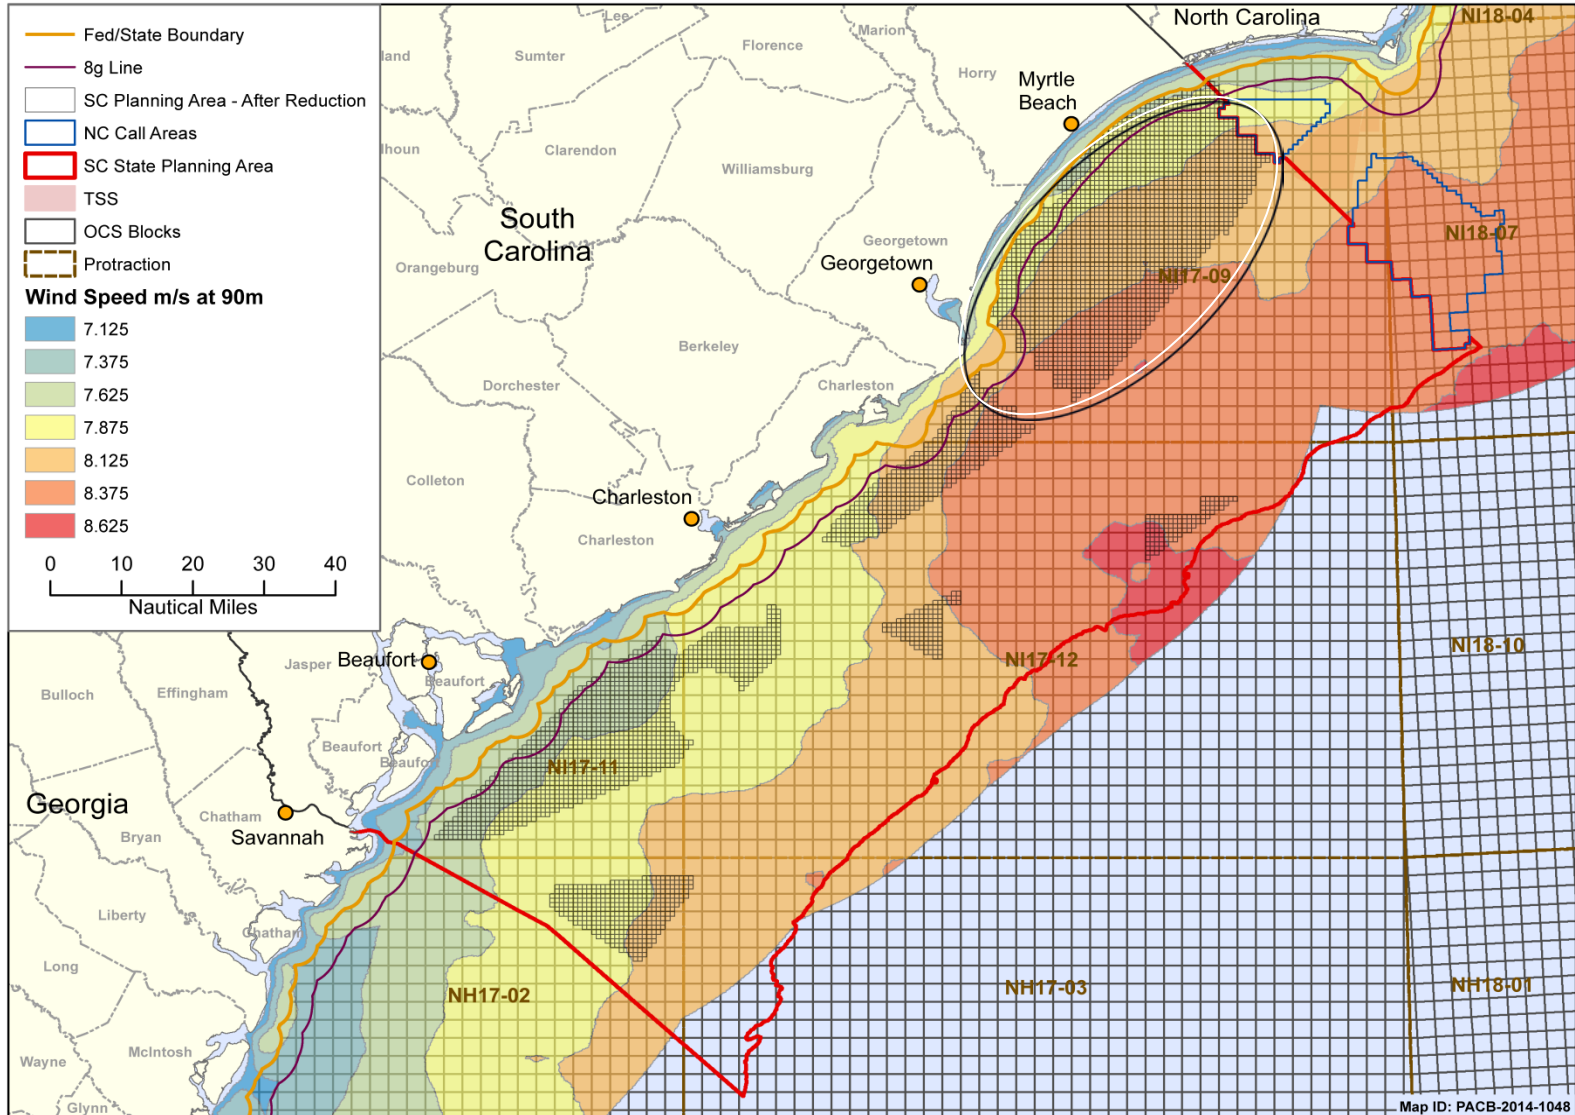 Fed/State Boundary
8g Line
SC Planning Area - After Reduction
NC Call Areas
SC State Planning Area
TSS
OCS Blocks
Protraction
Wind Speed m/s at 90m
7.125
7.375
7.625
7.875
8.125
8.375
8.625
0 10 20 30 40
Nautical Miles
Lee
Sumter
Florence
Marion
North Carolina
NI18-04
land
Horry
Myrtle
Beach
lhoun
Clarendon
Williamsburg
South
Carolina
Georgetown
Georgetown
NI18-07
NI17-09
Orangeburg
Berkeley
Dorchester
Charleston
Colleton
Charleston
Charleston
Beaufort
Jasper
Beaufort
NI17-12
NI18-10
Bulloch
Effingham
Beaufort
Beaufort
NI17-11
Georgia
Chatham
Bryan
Savannah
Liberty
Chatham
Long
NH17-02
NH17-03
NH18-01
McIntosh
Wayne
Glynn
Map ID: PACB-2014-1048